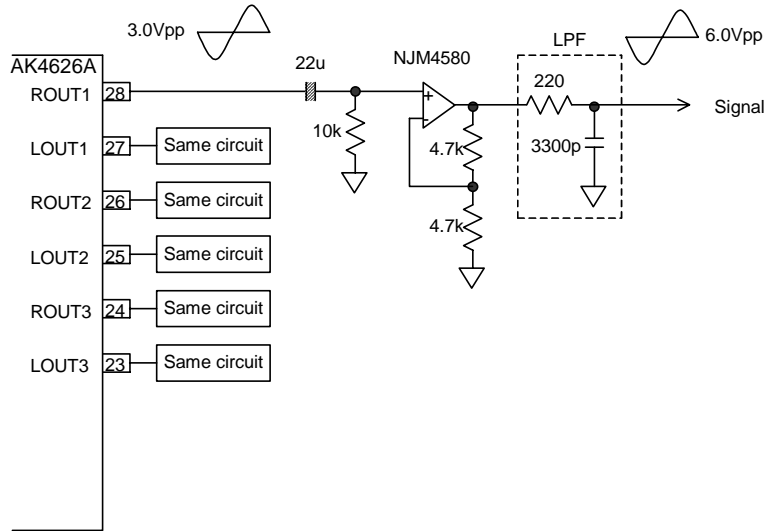 3.0Vpp
6.0Vpp
LPF
AK4626A
22u
NJM4580
220
ROUT1
28
+
-
Signal
10k
4.7k
3300p
LOUT1
27
Same circuit
ROUT2
26
Same circuit
4.7k
LOUT2
25
Same circuit
ROUT3
24
Same circuit
LOUT3
23
Same circuit